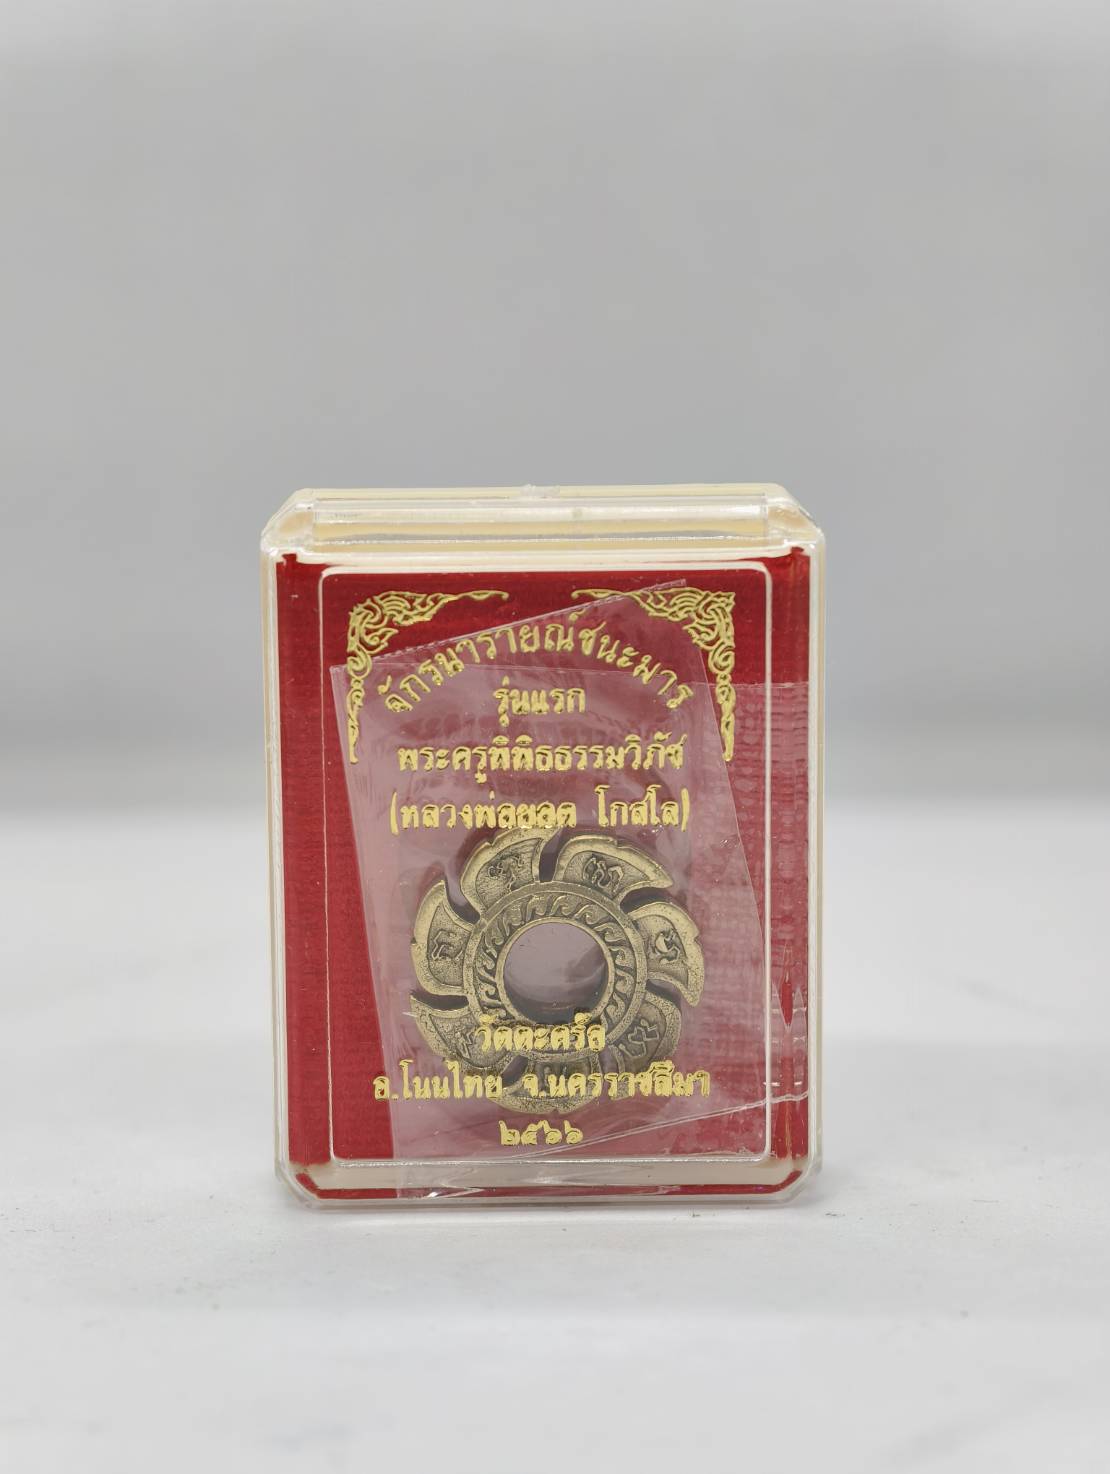 จักรนารายณ์ชนะมาร
รุ่นแรก
พระครูพิพิธธรรมวิภัช
(หลวงพ่อยอด โกสโล)
วัดตะคร้อ
อ.โนนไทย จ.นครราชสีมา
๒๕๖๖